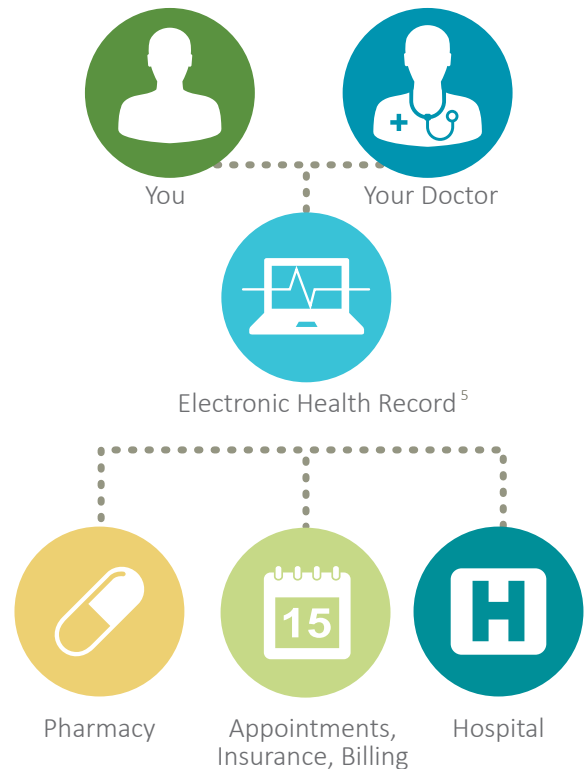 You
Your Doctor
Electronic Health Record 5
15
H
Pharmacy
Appointments,
Insurance, Billing
Hospital